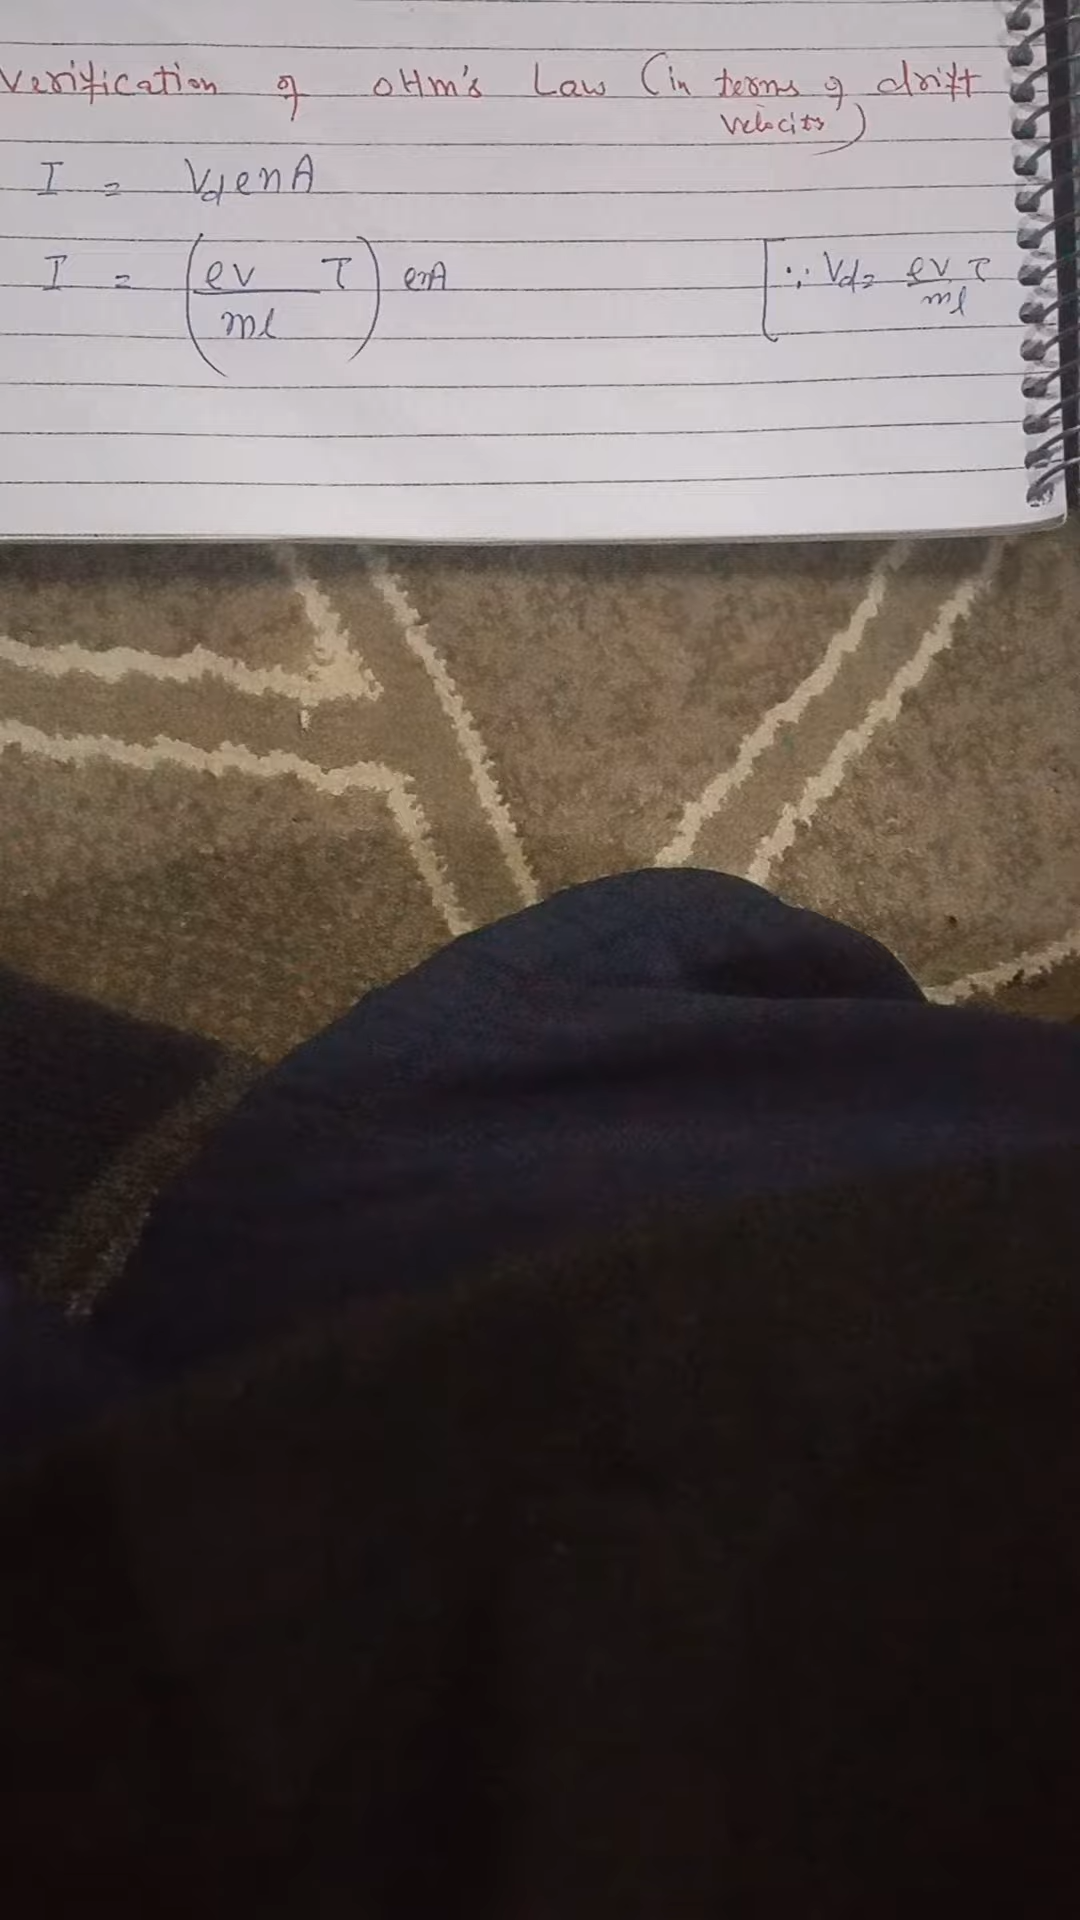 Verification of oHm's Law (in terms of drift
velocity)
I = VdenA
I = (eV/ml τ) enA [∵ Vd = eV/ml τ